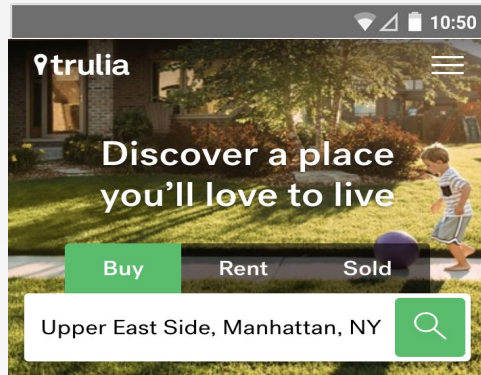 10:50
trulia
Discover a place
you'll love to live
Buy Rent Sold
Upper East Side, Manhattan, NY